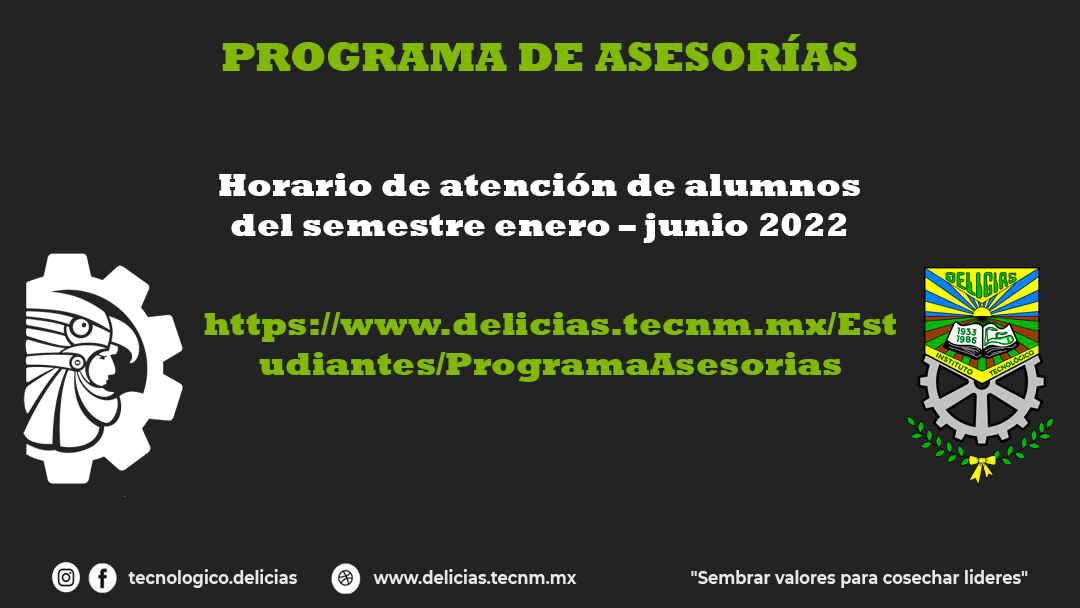 PROGRAMA DE ASESORÍAS
Horario de atención de alumnos
del semestre enero – junio 2022
https://www.delicias.tecnm.mx/Est
udiantes/ProgramaAsesorias
DELICIAS
1933
1986
INSTITUTO TECNOLÓGICO
tecnologico.delicias
www.delicias.tecnm.mx
"Sembrar valores para cosechar lideres"